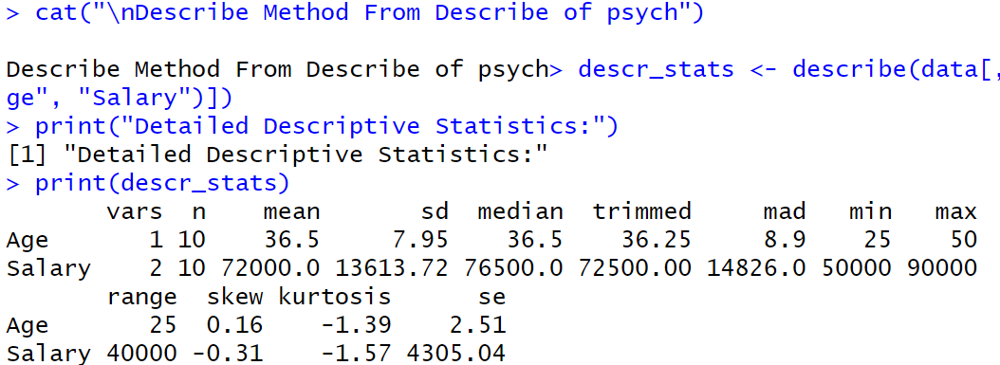 > cat("\nDescribe Method From Describe of psych")
Describe Method From Describe of psych> descr_stats <- describe(data[,
ge", "Salary")])
> print("Detailed Descriptive Statistics:")
[1] "Detailed Descriptive Statistics:"
> print(descr_stats)
       vars  n    mean       sd  median  trimmed     mad   min   max
Age       1 10    36.5     7.95    36.5    36.25     8.9    25    50
Salary    2 10 72000.0 13613.72 76500.0 72500.00 14826.0 50000 90000
       range  skew kurtosis      se
Age       25  0.16    -1.39    2.51
Salary 40000 -0.31    -1.57 4305.04